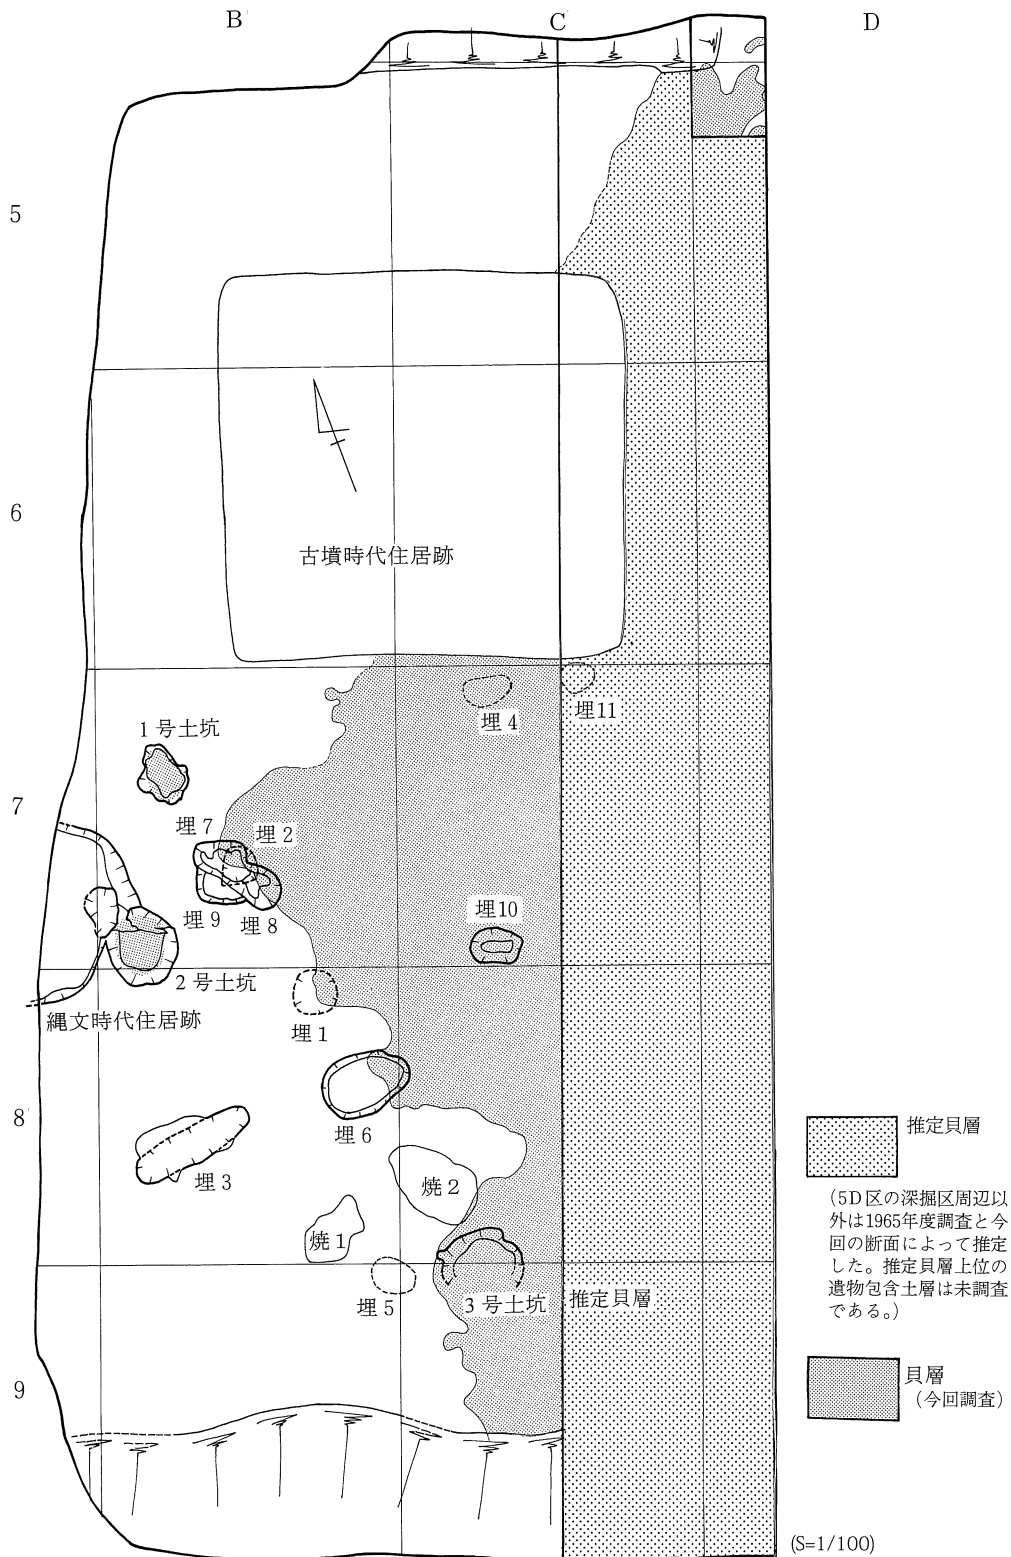 B
C
D
5
6
古墳時代住居跡
埋4
埋11
1号土坑
7
埋7
埋2
埋9
埋8
埋10
2号土坑
埋1
縄文時代住居跡
8
埋6
埋3
焼2
焼1
埋5
3号土坑
推定貝層
9
推定貝層
(5D区の深掘区周辺以
外は1965年度調査と今
回の断面によって推定
した。推定貝層上位の
遺物包含土層は未調査
である。)
貝層
(今回調査)
(S=1/100)